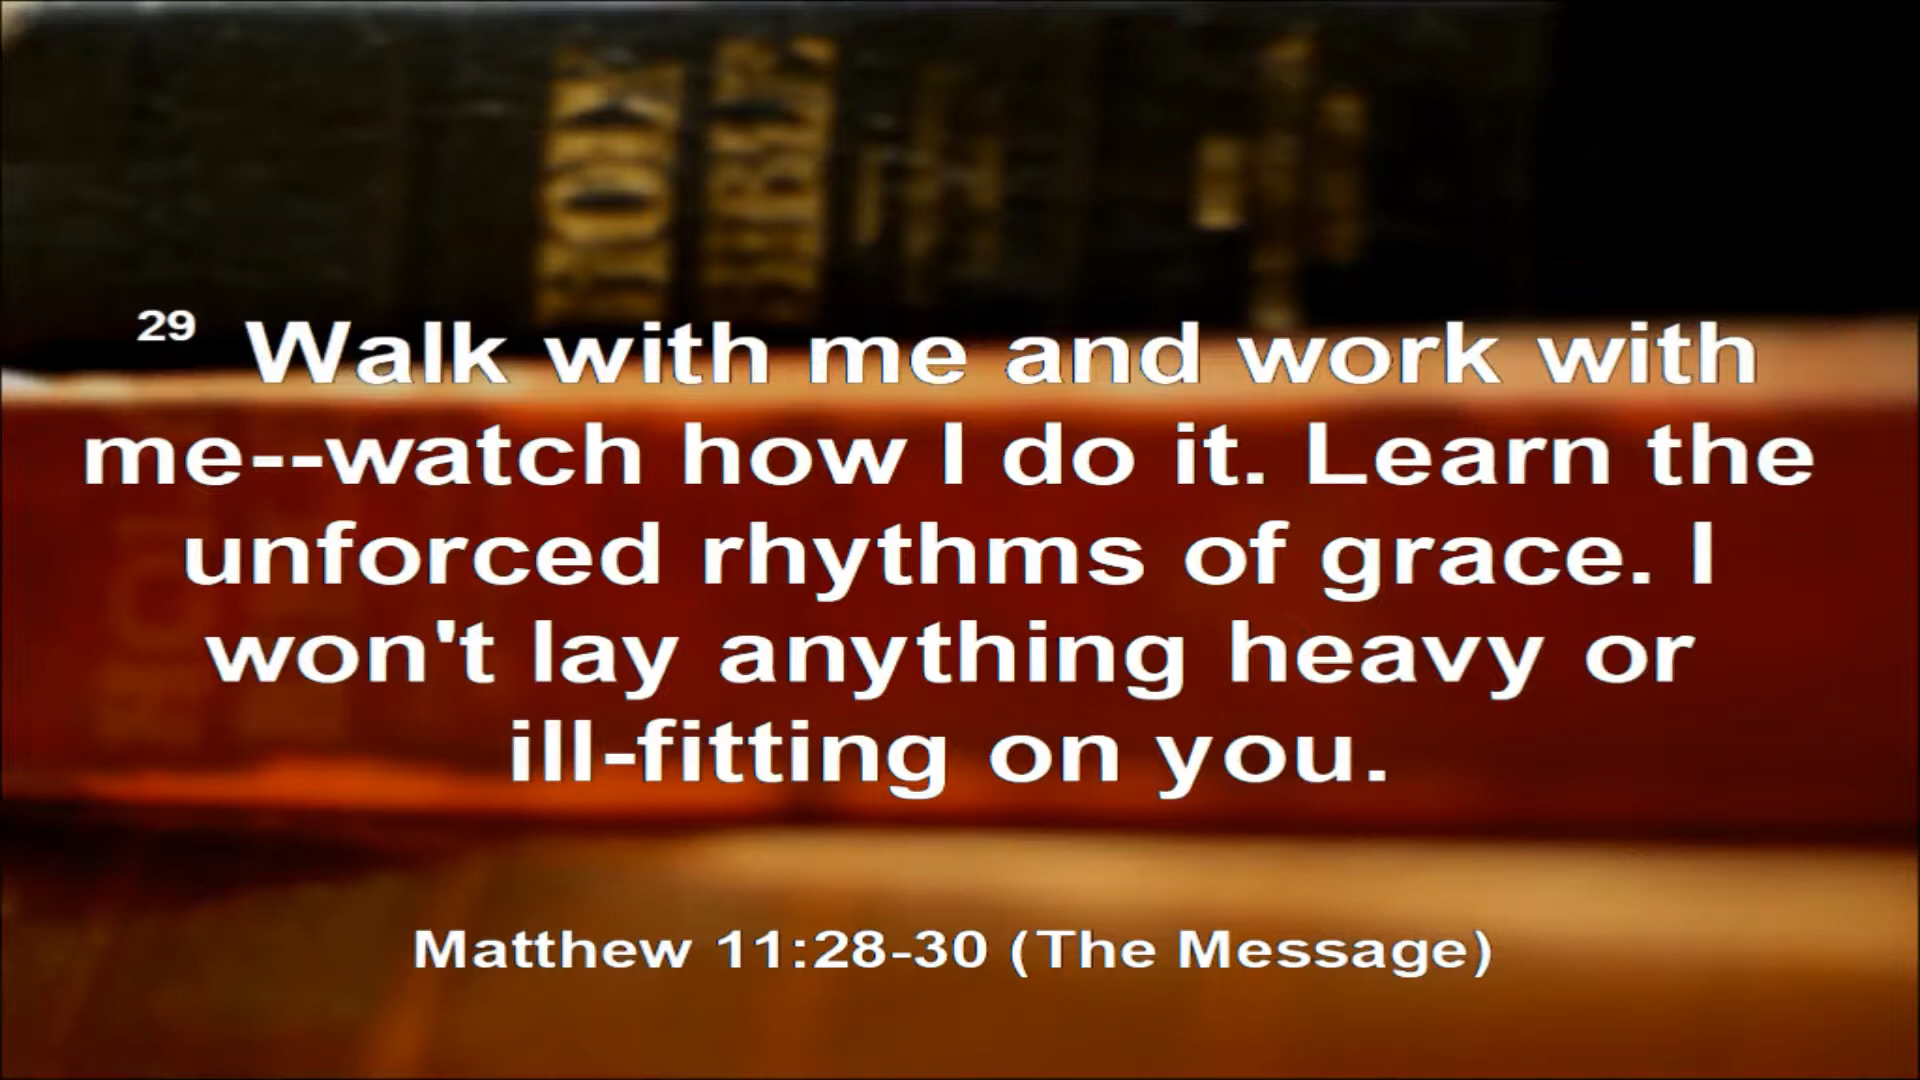 29 Walk with me and work with
me--watch how I do it. Learn the
unforced rhythms of grace. I
won't lay anything heavy or
ill-fitting on you.
Matthew 11:28-30 (The Message)